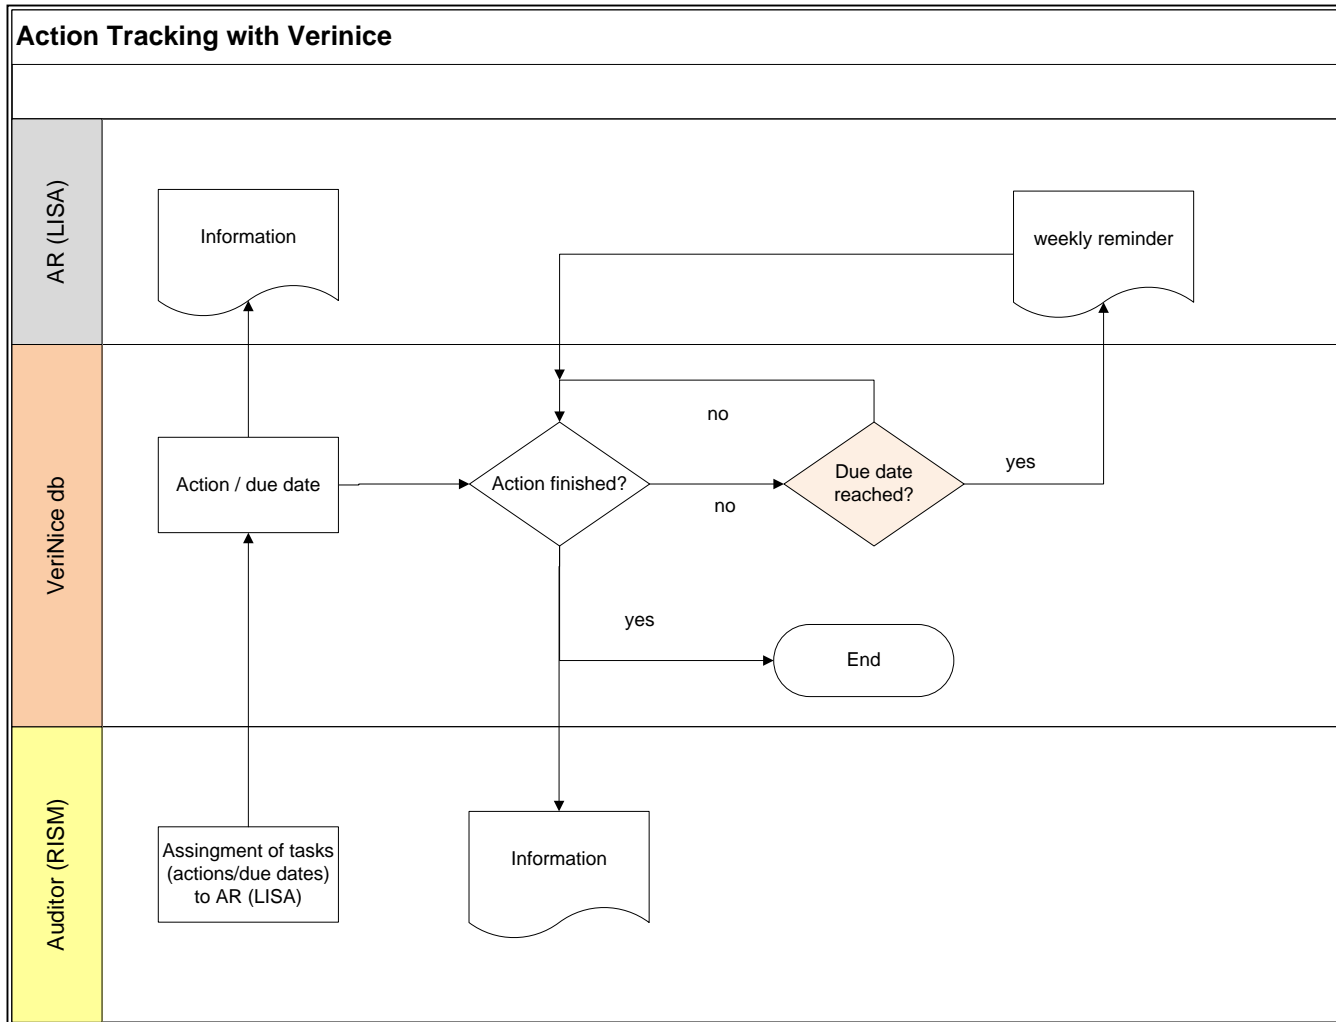 Action Tracking with Verinice
AR (LISA)
Information
weekly reminder
VeriNice db
Action / due date
Action finished?
no
no
Due date
reached?
yes
yes
End
Auditor (RISM)
Assingment of tasks
(actions/due dates)
to AR (LISA)
Information